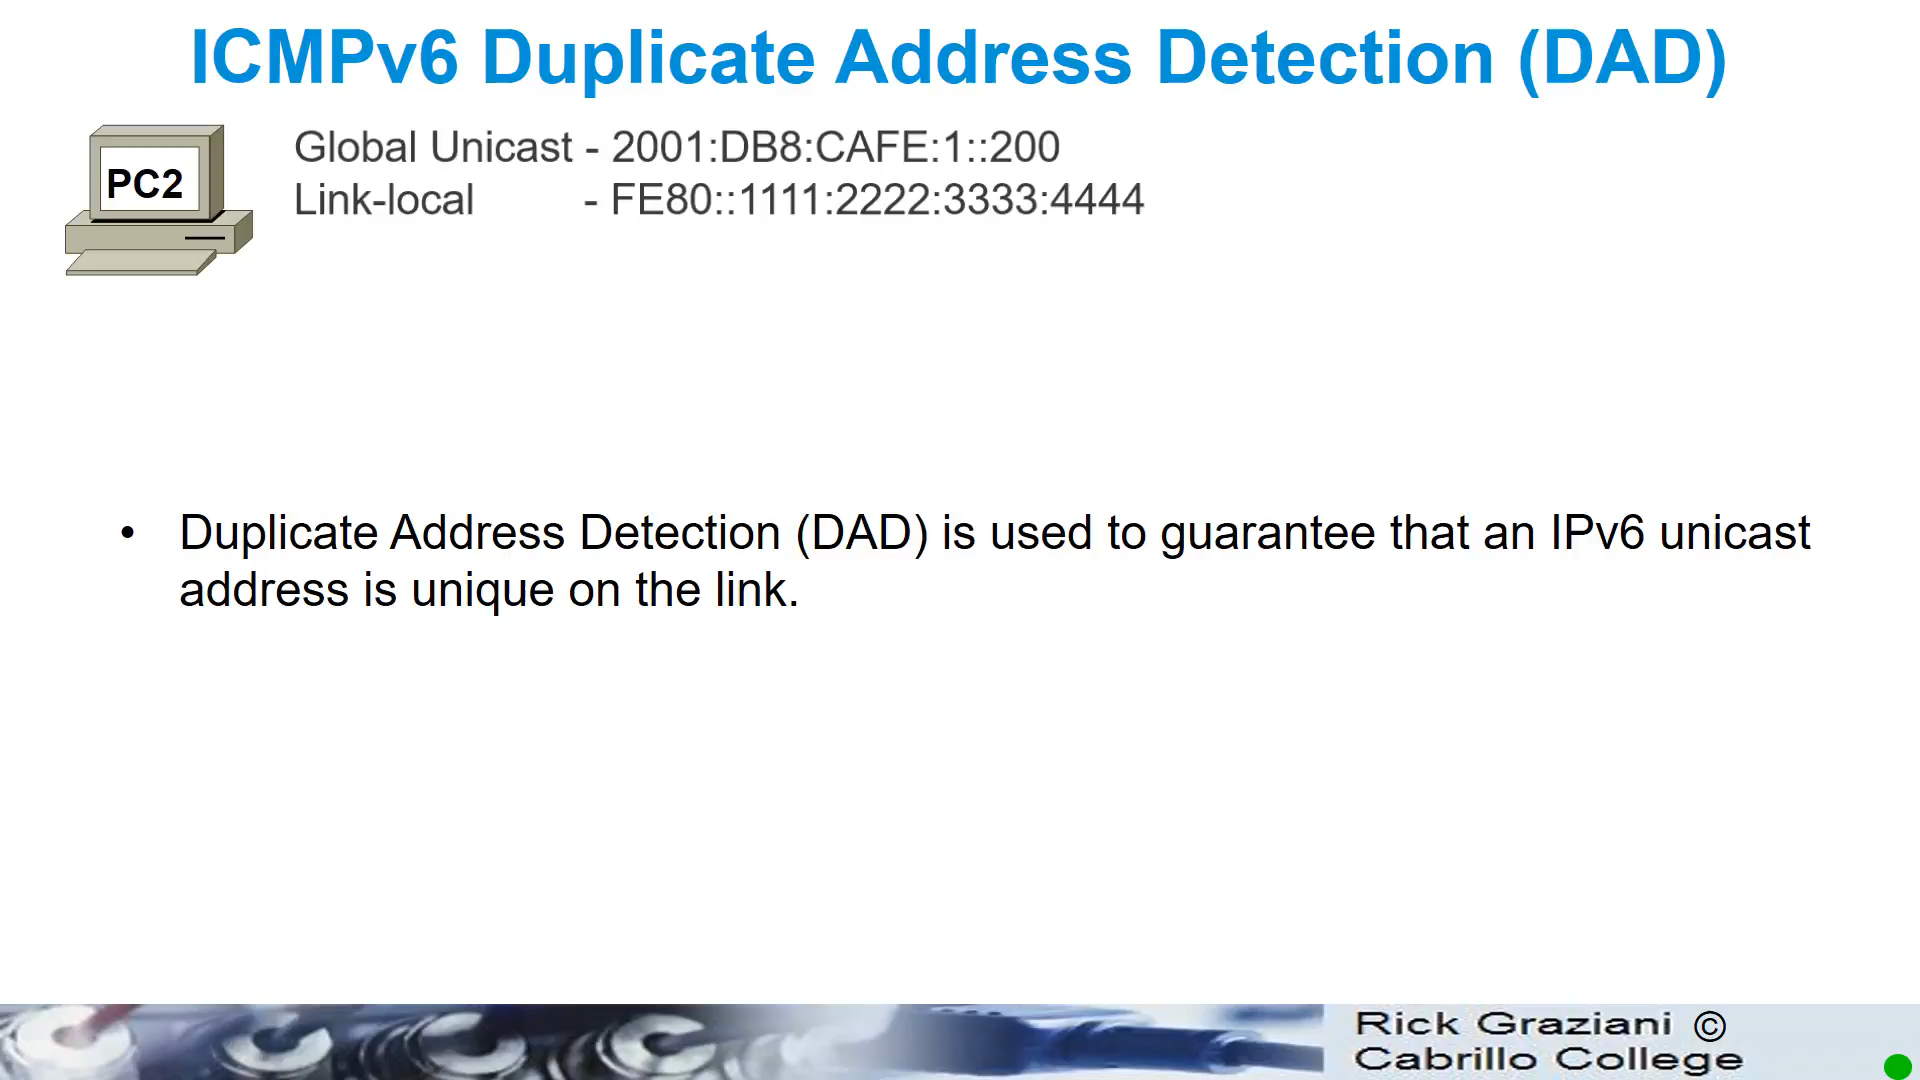 ICMPv6 Duplicate Address Detection (DAD)
PC2
Global Unicast - 2001:DB8:CAFE:1::200
Link-local - FE80::1111:2222:3333:4444
• Duplicate Address Detection (DAD) is used to guarantee that an IPv6 unicast
address is unique on the link.
Rick Graziani ©
Cabrillo College